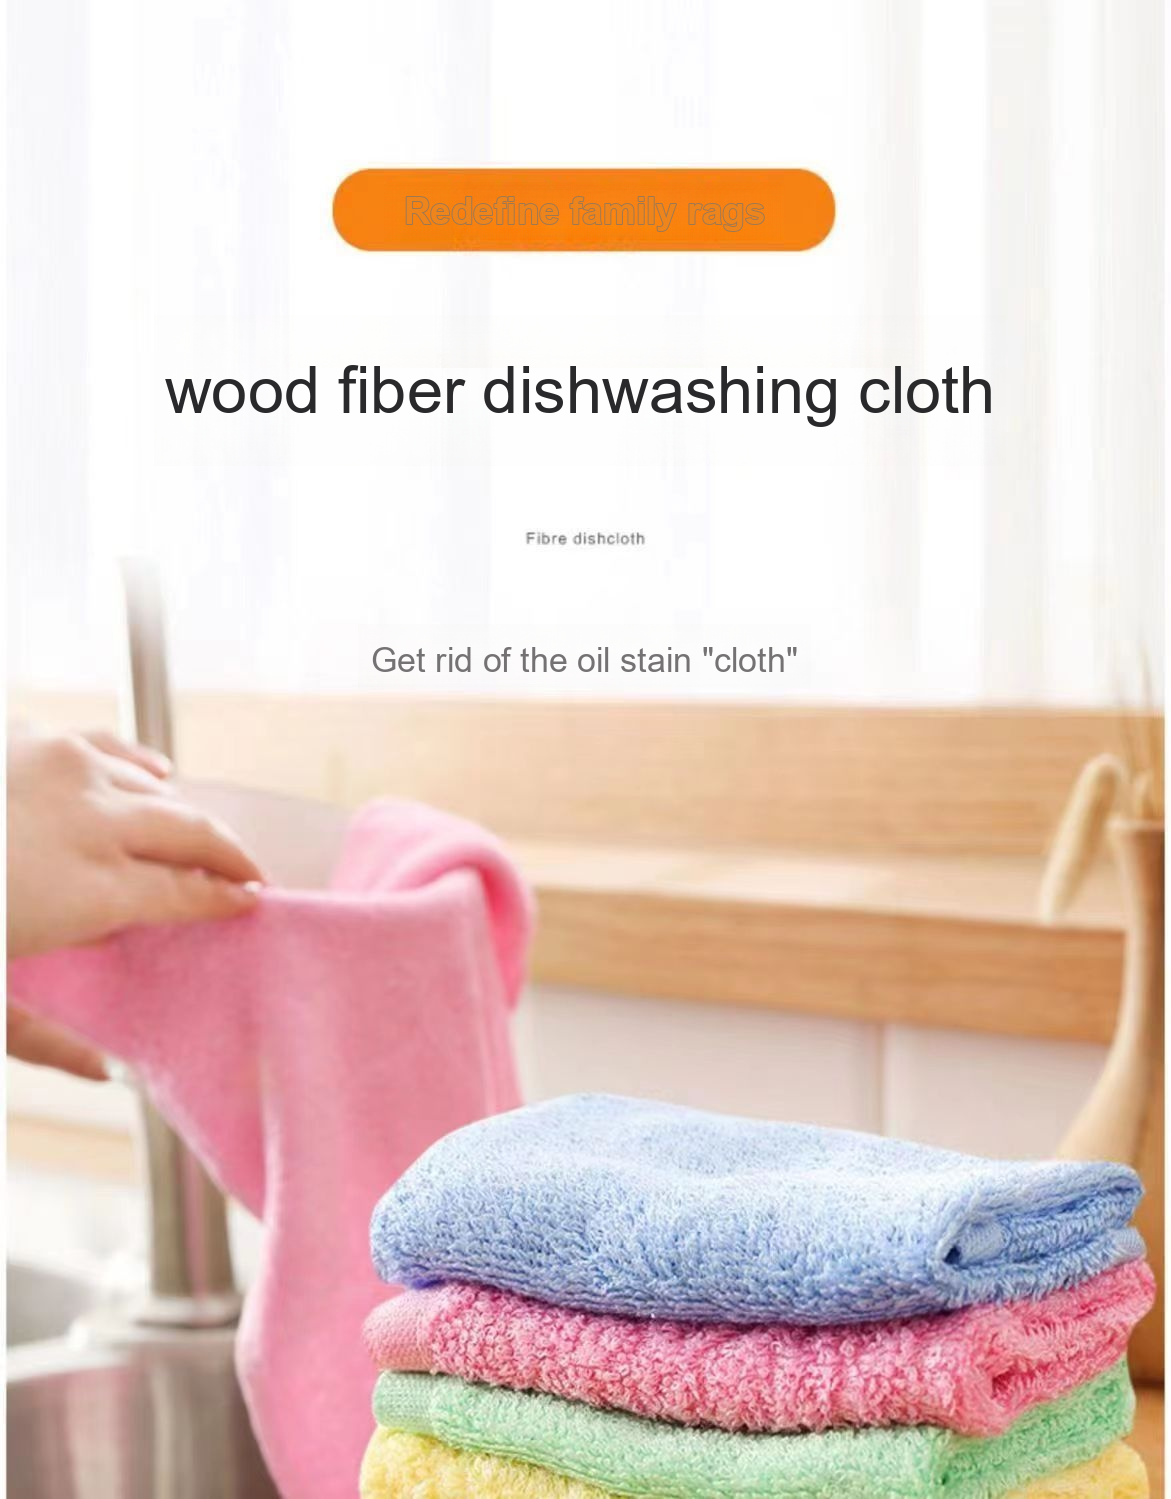 Redefine family rags
wood fiber dishwashing cloth
Fibre dishcloth
Get rid of the oil stain "cloth"